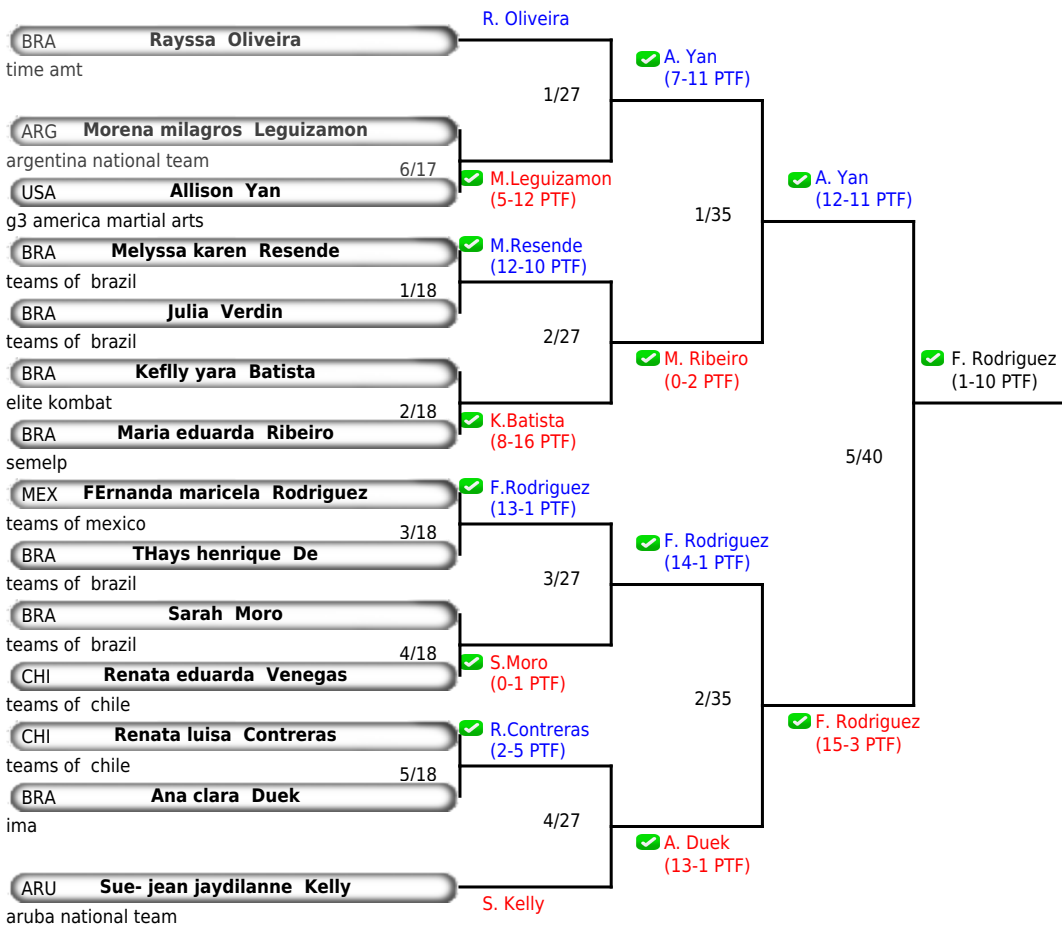 R. Oliveira
BRA Rayssa Oliveira
time amt
A. Yan
(7-11 PTF)
1/27
ARG Morena milagros Leguizamon
argentina national team
6/17
USA Allison Yan
g3 america martial arts
M.Leguizamon
(5-12 PTF)
A. Yan
(12-11 PTF)
1/35
BRA Melyssa karen Resende
teams of brazil
M.Resende
(12-10 PTF)
1/18
BRA Julia Verdin
teams of brazil
2/27
BRA Keflly yara Batista
elite kombat
M. Ribeiro
(0-2 PTF)
F. Rodriguez
(1-10 PTF)
2/18
BRA Maria eduarda Ribeiro
semelp
K.Batista
(8-16 PTF)
5/40
MEX FErnanda maricela Rodriguez
teams of mexico
F.Rodriguez
(13-1 PTF)
3/18
BRA THays henrique De
teams of brazil
F. Rodriguez
(14-1 PTF)
3/27
BRA Sarah Moro
teams of brazil
4/18
CHI Renata eduarda Venegas
teams of chile
S.Moro
(0-1 PTF)
2/35
CHI Renata luisa Contreras
teams of chile
R.Contreras
(2-5 PTF)
F. Rodriguez
(15-3 PTF)
5/18
BRA Ana clara Duek
ima
4/27
A. Duek
(13-1 PTF)
ARU Sue- jean jaydilanne Kelly
aruba national team
S. Kelly